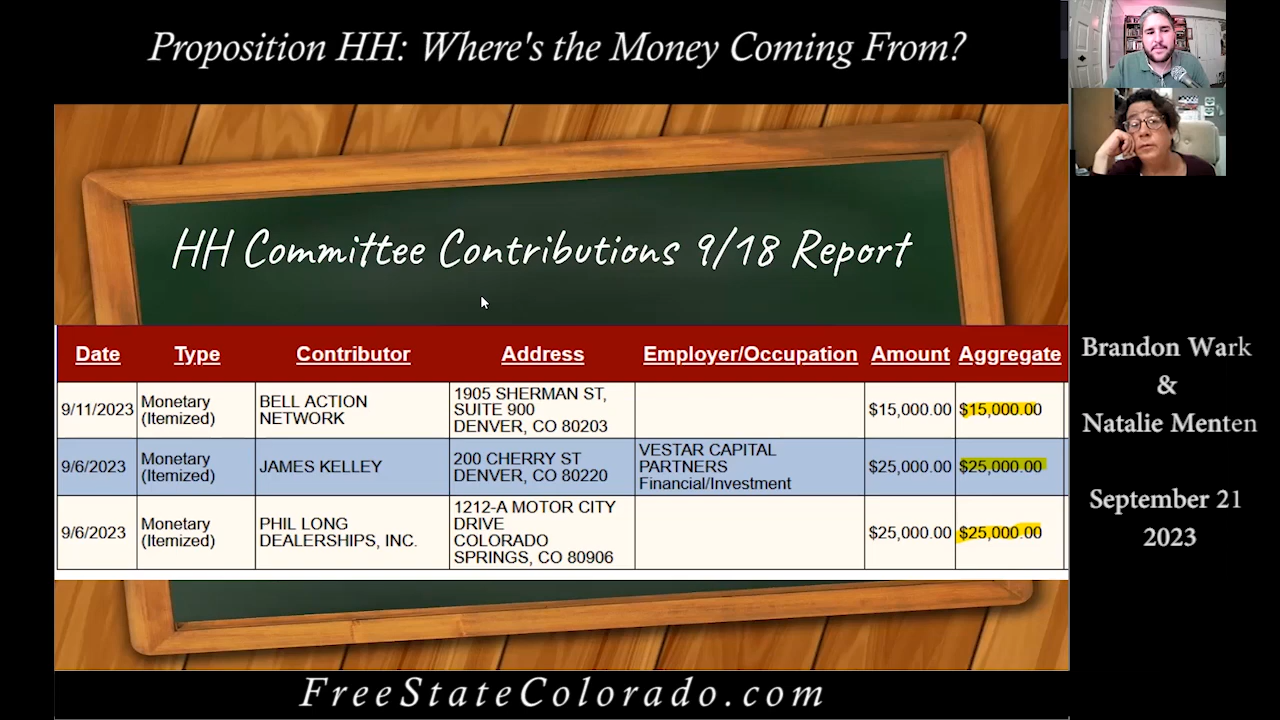 Proposition HH: Where's the Money Coming From?
HH Committee Contributions 9/18 Report
Date Type Contributor Address Employer/Occupation Amount Aggregate
9/11/2023 Monetary (Itemized) BELL ACTION NETWORK 1905 SHERMAN ST, SUITE 900 DENVER, CO 80203 $15,000.00 $15,000.00
9/6/2023 Monetary (Itemized) JAMES KELLEY 200 CHERRY ST DENVER, CO 80220 VESTAR CAPITAL PARTNERS Financial/Investment $25,000.00 $25,000.00
9/6/2023 Monetary (Itemized) PHIL LONG DEALERSHIPS, INC. 1212-A MOTOR CITY DRIVE COLORADO SPRINGS, CO 80906 $25,000.00 $25,000.00
Brandon Wark
&
Natalie Menten
September 21
2023
FreeStateColorado.com